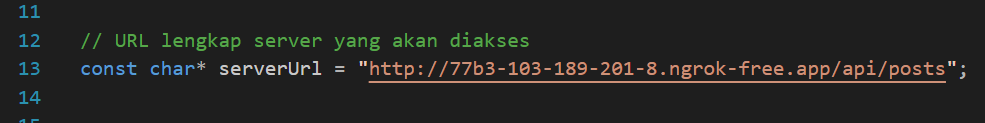 11
12 // URL lengkap server yang akan diakses
13 const char* serverUrl = "http://77b3-103-189-201-8.ngrok-free.app/api/posts";
14